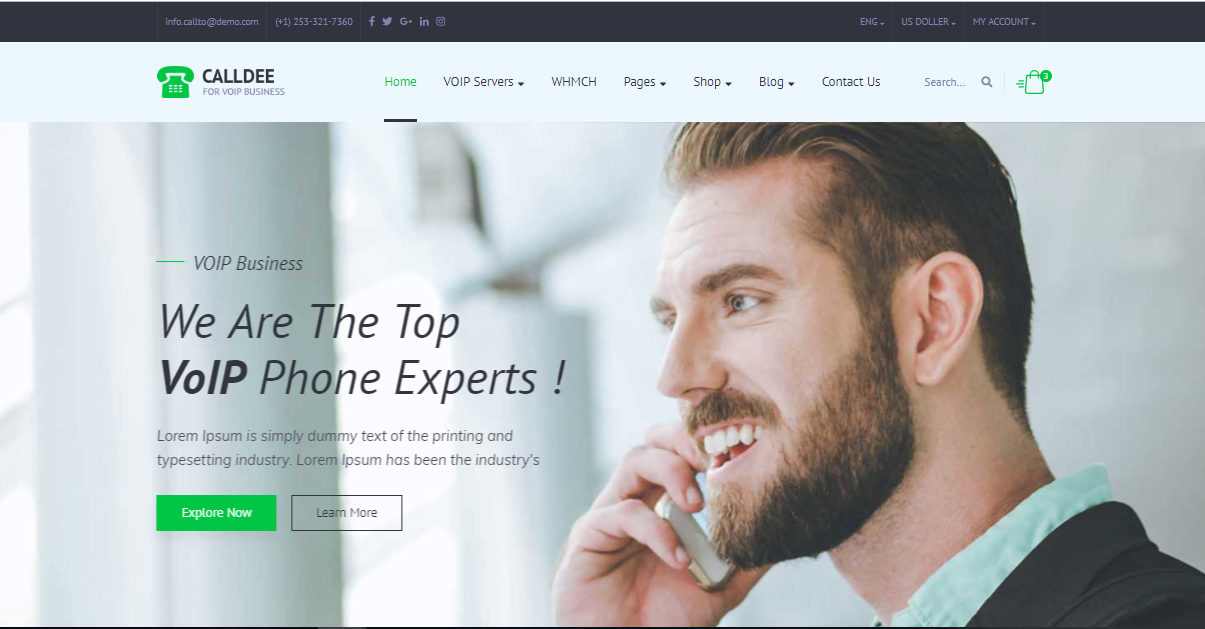 info.callto@demo.com (+1) 253-321-7360 ENG US DOLLER MY ACCOUNT
CALLDEE
FOR VOIP BUSINESS
Home VOIP Servers WHMCH Pages Shop Blog Contact Us Search... 3
VOIP Business
We Are The Top
VoIP Phone Experts !
Lorem Ipsum is simply dummy text of the printing and
typesetting industry. Lorem Ipsum has been the industry's
Explore Now Learn More